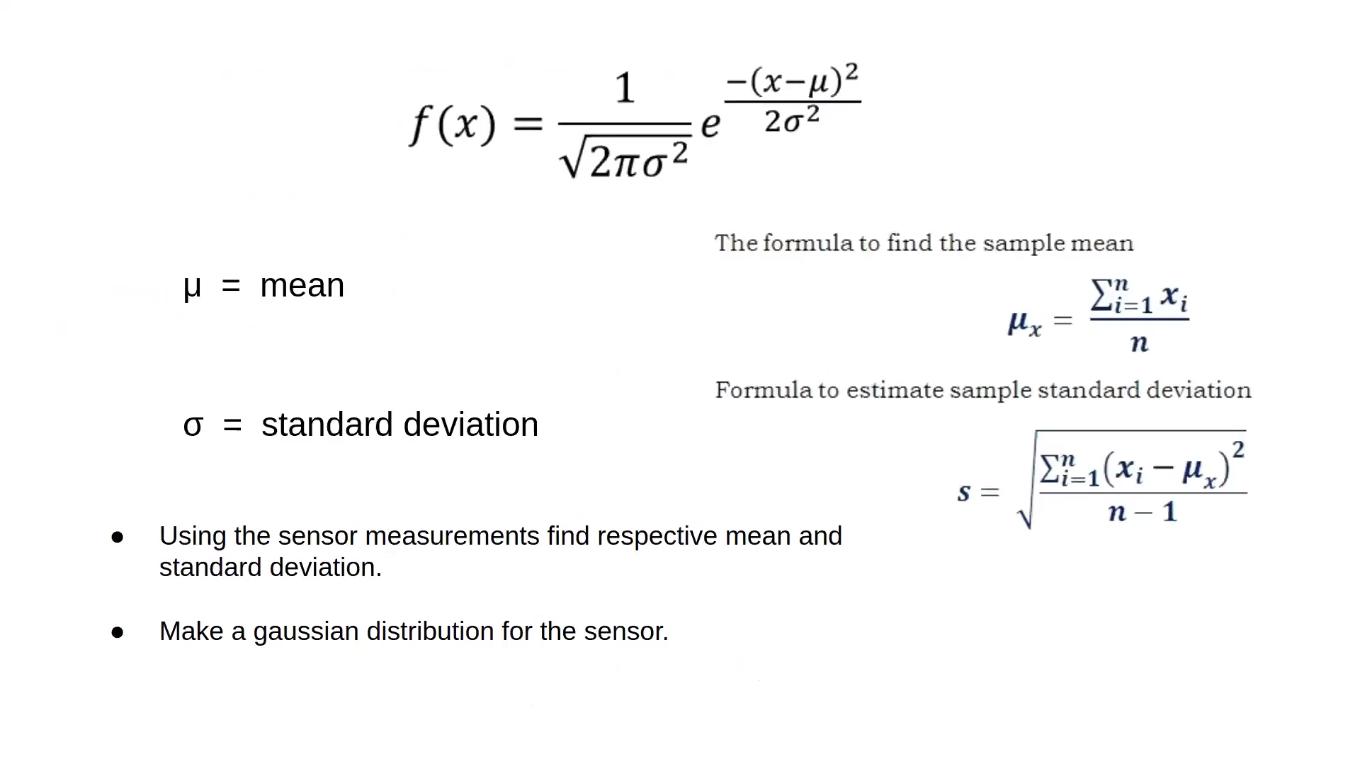 f(x) = 1/√(2πσ²) e^(−(x−μ)²/2σ²)
The formula to find the sample mean
μ = mean
μₓ = ∑ⁿᵢ₌₁ xᵢ / n
Formula to estimate sample standard deviation
σ = standard deviation
s = √(∑ⁿᵢ₌₁(xᵢ − μₓ)² / n − 1)
● Using the sensor measurements find respective mean and
standard deviation.
● Make a gaussian distribution for the sensor.